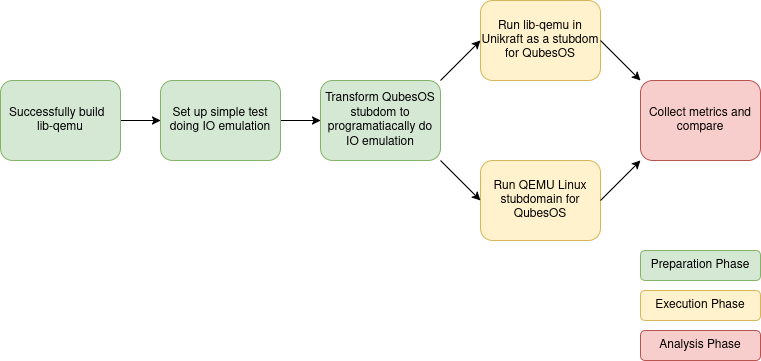 Successfully build
lib-qemu
Set up simple test
doing IO emulation
Transform QubesOS
stubdom to
programatiacally do
IO emulation
Run lib-qemu in
Unikraft as a stubdom
for QubesOS
Run QEMU Linux
stubdomain for
QubesOS
Collect metrics and
compare
Preparation Phase
Execution Phase
Analysis Phase